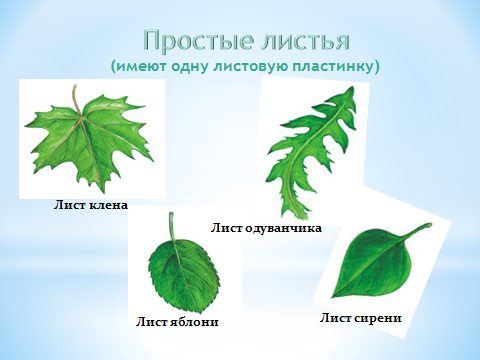 Простые листья
(имеют одну листовую пластинку)
Лист клена
Лист одуванчика
Лист яблони
Лист сирени